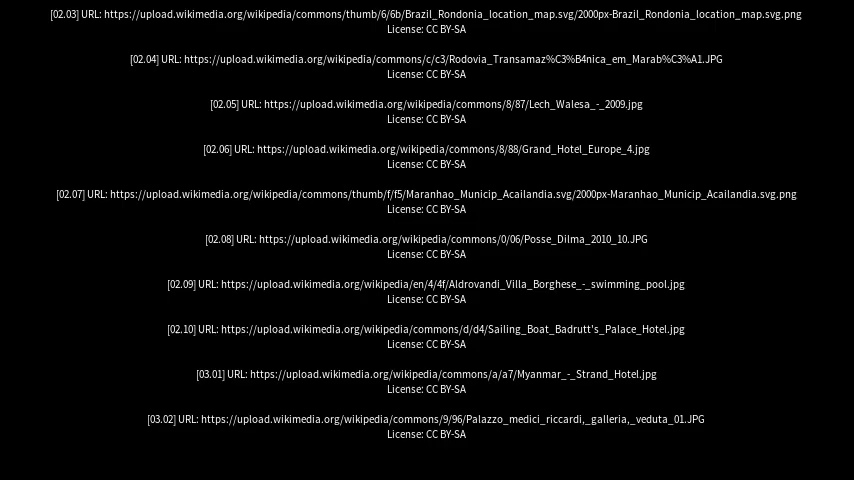 [02.03] URL: https://upload.wikimedia.org/wikipedia/commons/thumb/6/6b/Brazil_Rondonia_location_map.svg/2000px-Brazil_Rondonia_location_map.svg.png
License: CC BY-SA
[02.04] URL: https://upload.wikimedia.org/wikipedia/commons/c/c3/Rodovia_Transamaz%C3%B4nica_em_Marab%C3%A1.JPG
License: CC BY-SA
[02.05] URL: https://upload.wikimedia.org/wikipedia/commons/8/87/Lech_Walesa_-_2009.jpg
License: CC BY-SA
[02.06] URL: https://upload.wikimedia.org/wikipedia/commons/8/88/Grand_Hotel_Europe_4.jpg
License: CC BY-SA
[02.07] URL: https://upload.wikimedia.org/wikipedia/commons/thumb/f/f5/Maranhao_Municip_Acailandia.svg/2000px-Maranhao_Municip_Acailandia.svg.png
License: CC BY-SA
[02.08] URL: https://upload.wikimedia.org/wikipedia/commons/0/06/Posse_Dilma_2010_10.JPG
License: CC BY-SA
[02.09] URL: https://upload.wikimedia.org/wikipedia/en/4/4f/Aldrovandi_Villa_Borghese_-_swimming_pool.jpg
License: CC BY-SA
[02.10] URL: https://upload.wikimedia.org/wikipedia/commons/d/d4/Sailing_Boat_Badrutt's_Palace_Hotel.jpg
License: CC BY-SA
[03.01] URL: https://upload.wikimedia.org/wikipedia/commons/a/a7/Myanmar_-_Strand_Hotel.jpg
License: CC BY-SA
[03.02] URL: https://upload.wikimedia.org/wikipedia/commons/9/96/Palazzo_medici_riccardi,_galleria,_veduta_01.JPG
License: CC BY-SA